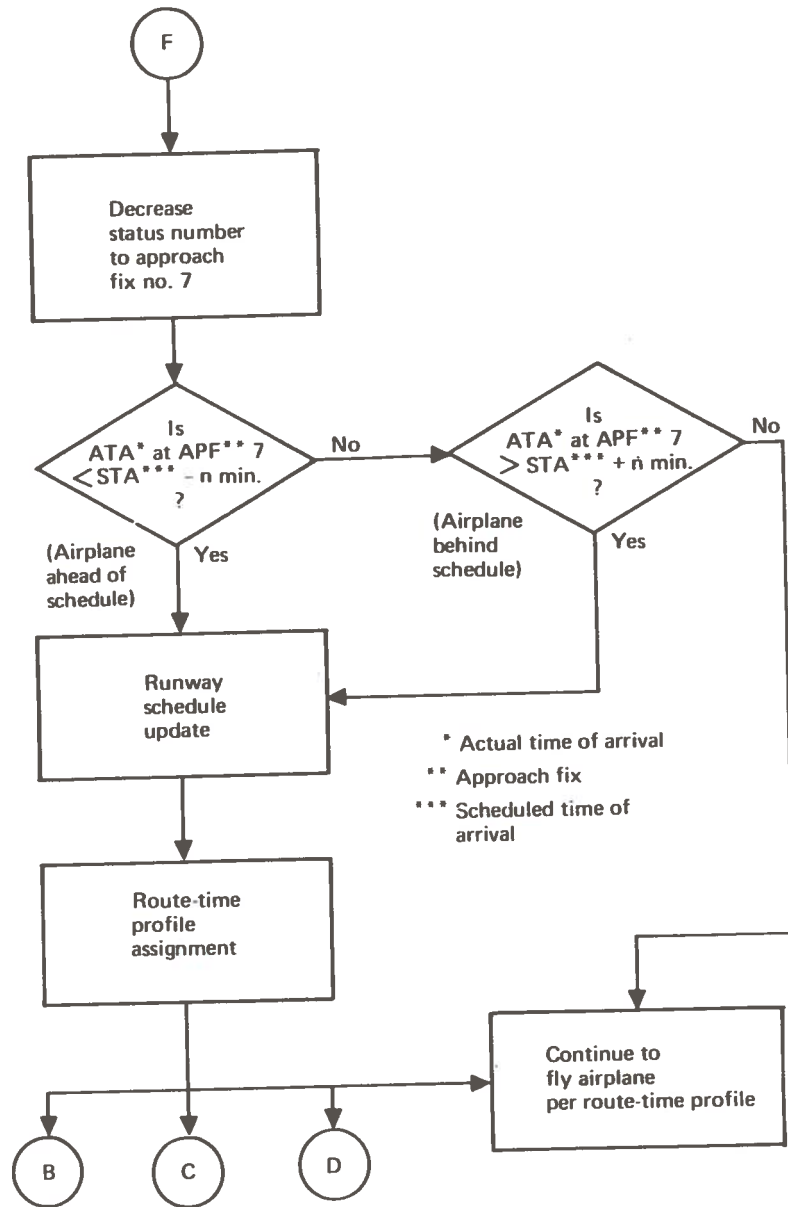 F
Decrease
status number
to approach
fix no. 7
Is
ATA* at APF** 7
< STA*** - n min.
?
No
(Airplane
ahead of
schedule)
Yes
Is
ATA* at APF** 7
> STA*** + n min.
?
No
(Airplane
behind
schedule)
Yes
Runway
schedule
update
* Actual time of arrival
** Approach fix
*** Scheduled time of
arrival
Route-time
profile
assignment
Continue to
fly airplane
per route-time profile
B
C
D